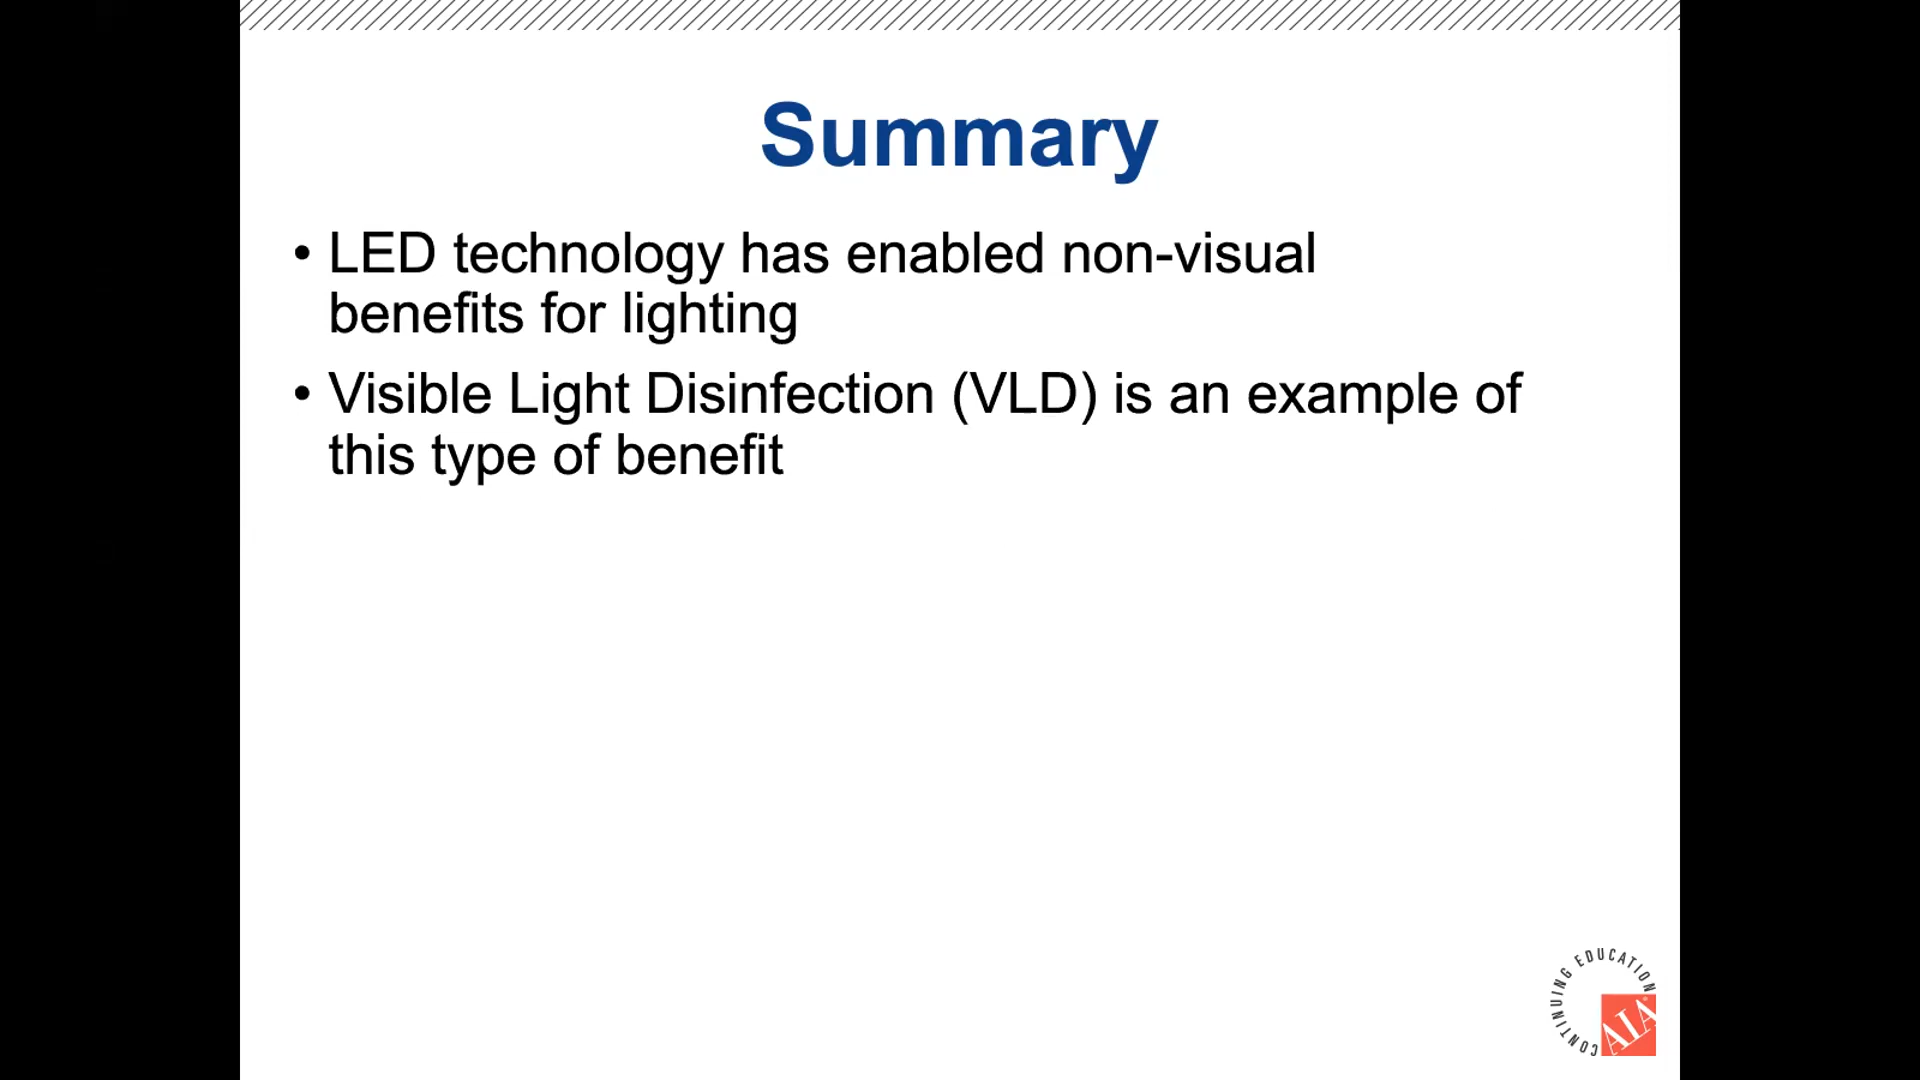 Summary
• LED technology has enabled non-visual
benefits for lighting
• Visible Light Disinfection (VLD) is an example of
this type of benefit
CONTINUING EDUCATION
AIA